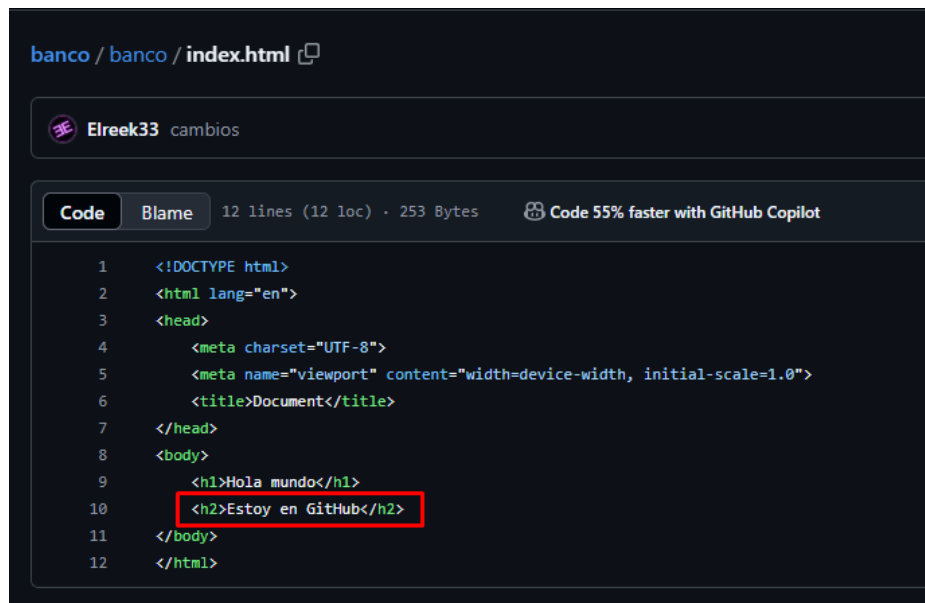 banco / banco / index.html
Elreek33 cambios
Code Blame 12 lines (12 loc) · 253 Bytes Code 55% faster with GitHub Copilot
1 <!DOCTYPE html>
2 <html lang="en">
3 <head>
4 <meta charset="UTF-8">
5 <meta name="viewport" content="width=device-width, initial-scale=1.0">
6 <title>Document</title>
7 </head>
8 <body>
9 <h1>Hola mundo</h1>
10 <h2>Estoy en GitHub</h2>
11 </body>
12 </html>